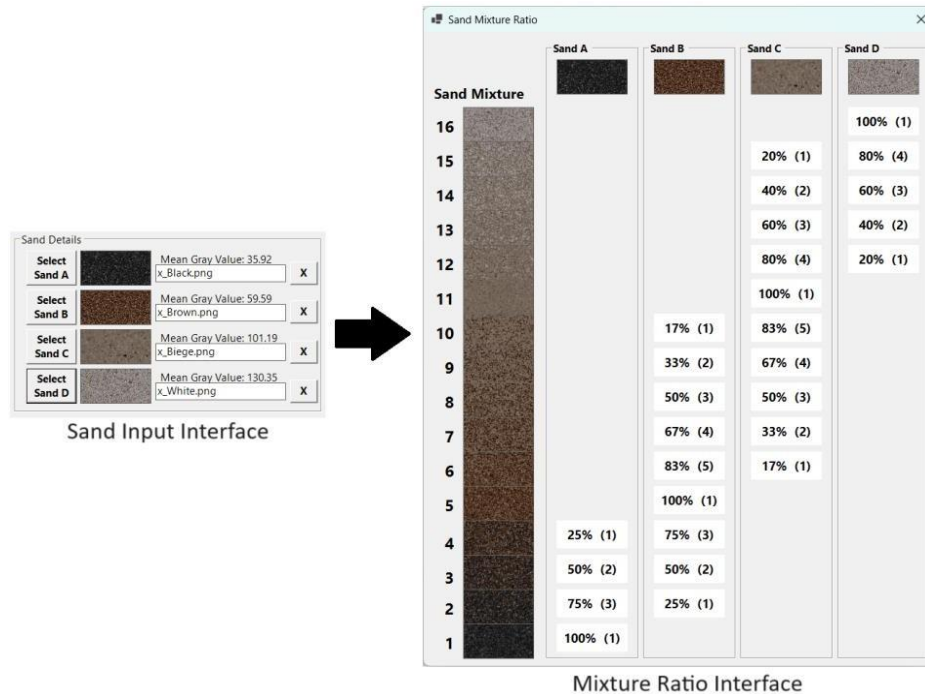 Sand Details
Select Sand A
Mean Gray Value: 35.92
x_Black.png
X
Select Sand B
Mean Gray Value: 59.59
x_Brown.png
X
Select Sand C
Mean Gray Value: 101.19
x_Biege.png
X
Select Sand D
Mean Gray Value: 130.35
x_White.png
X
Sand Input Interface
Sand Mixture Ratio
Sand A Sand B Sand C Sand D
Sand Mixture
16 100% (1)
15 20% (1) 80% (4)
14 40% (2) 60% (3)
13 60% (3) 40% (2)
12 80% (4) 20% (1)
11 100% (1)
10 17% (1) 83% (5)
9 33% (2) 67% (4)
8 50% (3) 50% (3)
7 67% (4) 33% (2)
6 83% (5) 17% (1)
5 100% (1)
4 25% (1) 75% (3)
3 50% (2) 50% (2)
2 75% (3) 25% (1)
1 100% (1)
Mixture Ratio Interface